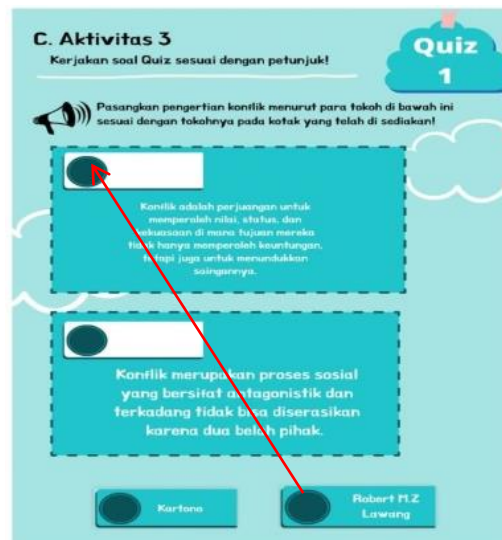 C. Aktivitas 3
Kerjakan soal Quiz sesuai dengan petunjuk!
Quiz
1
Pasangkan pengertian konflik menurut para tokoh di bawah ini
sesuai dengan tokohnya pada kotak yang telah di sediakan!
Konflik adalah perjuangan untuk
memperoleh nilai, status, dan
kekuasaan di mana tujuan mereka
tidak hanya memperoleh keuntungan,
tetapi juga untuk menundukkan
saingannya.
Konflik merupakan proses sosial
yang bersifat antagonistik dan
terkadang tidak bisa diserasikan
karena dua belah pihak.
Kartono
Robert M.Z
Lawang